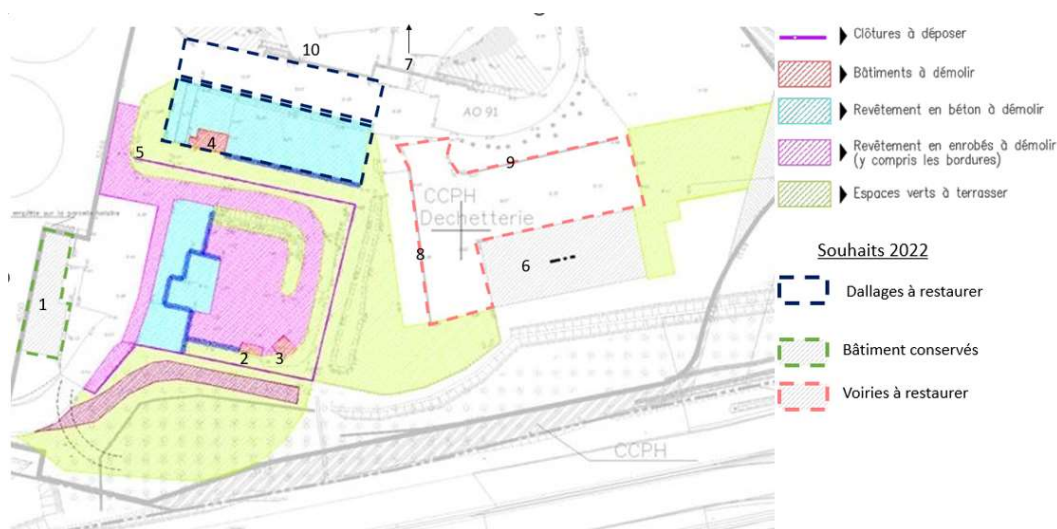 10
7
AO 91
4
5
9
CCPH
Dechetterie
8
6
1
2
3
CCPH
Clôtures à déposer
Bâtiments à démolir
Revêtement en béton à démolir
Revêtement en enrobés à démolir
(y compris les bordures)
Espaces verts à terrasser
Souhaits 2022
Dallages à restaurer
Bâtiment conservés
Voiries à restaurer